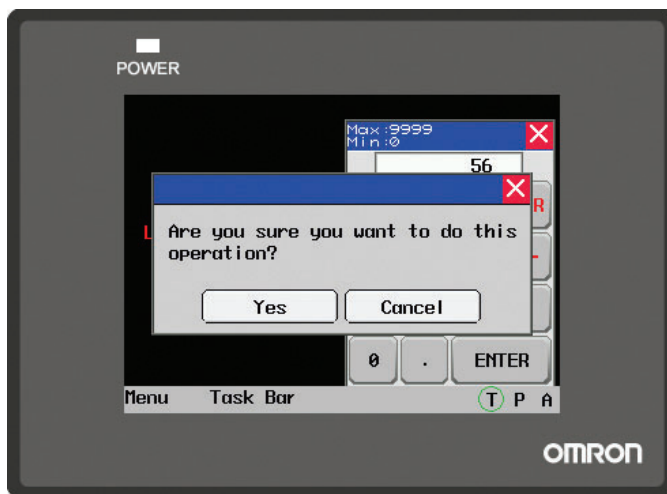 POWER
Max:9999
Min:0
56
R
L
Are you sure you want to do this
operation?
-
Yes Cancel
0 . ENTER
Menu Task Bar T P A
OMRON